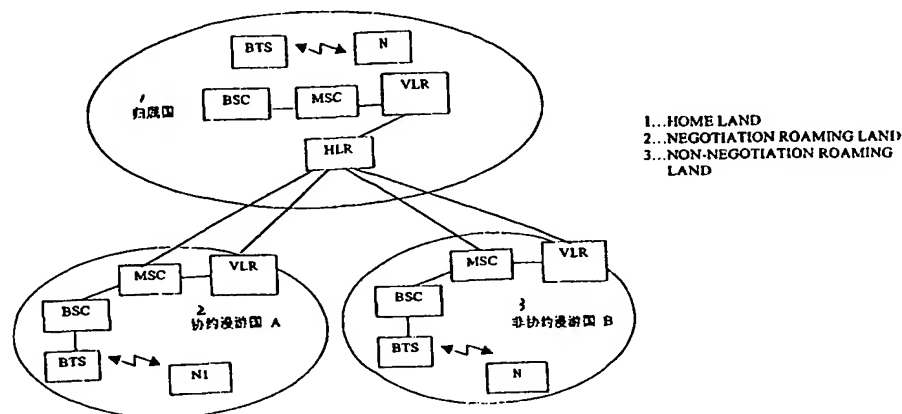 BTS
N
1
归属国
BSC
MSC
VLR
HLR
1...HOME LAND
2...NEGOTIATION ROAMING LAND
3...NON-NEGOTIATION ROAMING
LAND
MSC
VLR
BSC
2
协约漫游国 A
BTS
N1
MSC
VLR
BSC
3
非协约漫游国 B
BTS
N